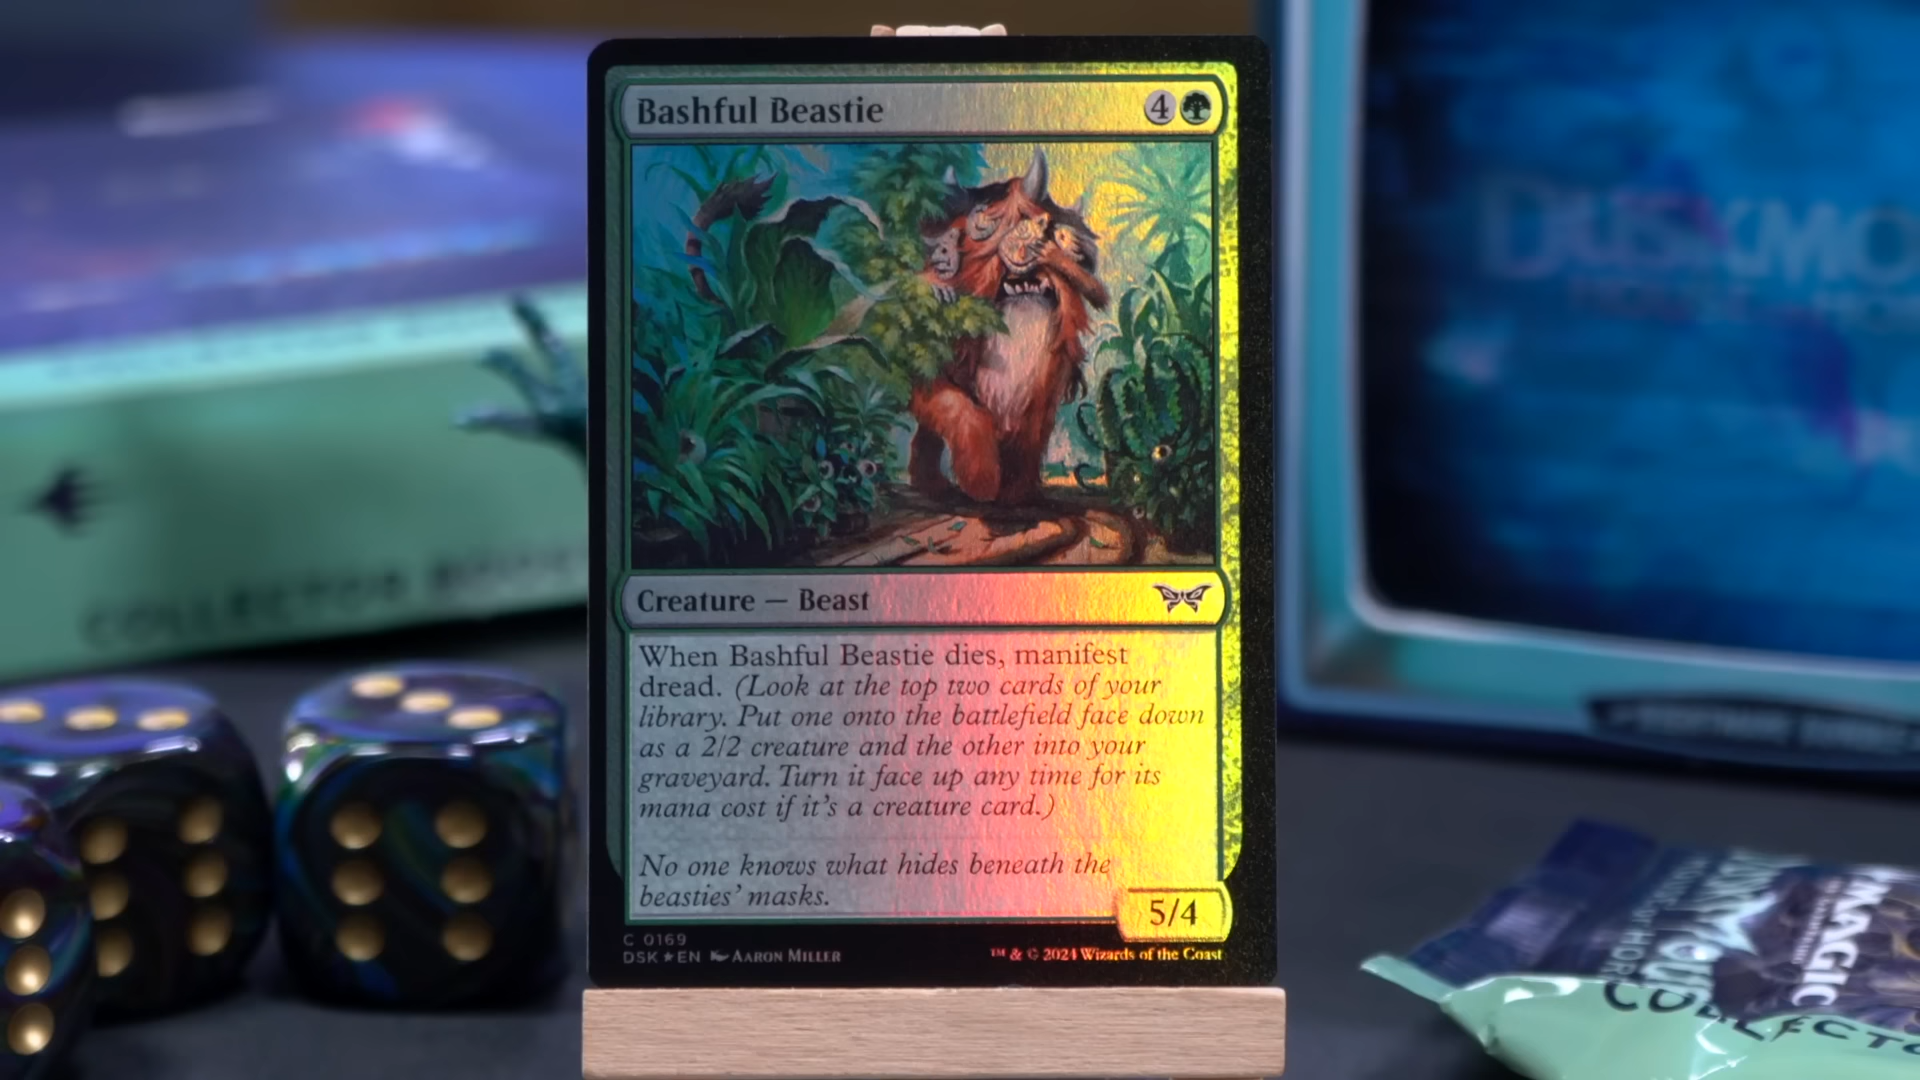 Bashful Beastie
4
Creature — Beast
When Bashful Beastie dies, manifest
dread. (Look at the top two cards of your
library. Put one onto the battlefield face down
as a 2/2 creature and the other into your
graveyard. Turn it face up any time for its
mana cost if it's a creature card.)
No one knows what hides beneath the
beasties' masks.
5/4
C 0169
DSK ★ EN AARON MILLER
™ & © 2024 Wizards of the Coast
COLLECTOR
DUSKMO
MAGIC